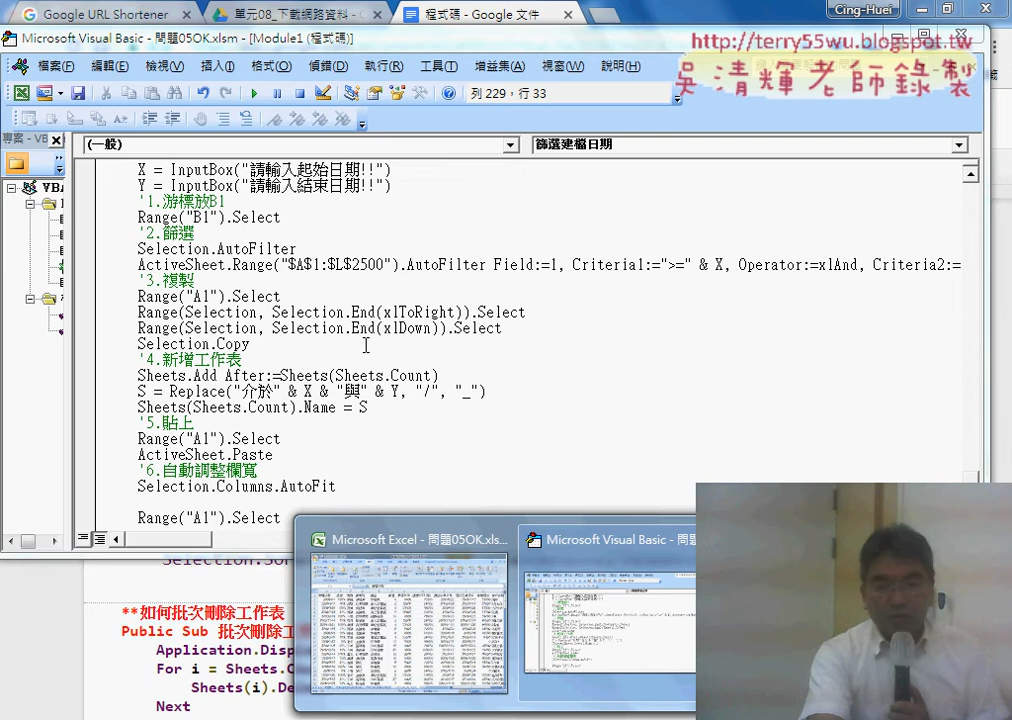 Google URL Shortener
單元08_下載網路資料 -
程式碼 - Google 文件
Cing-Huei
Microsoft Visual Basic - 問題05OK.xlsm - [Module1 (程式碼)]
http://terry55wu.blogspot.tw
吳清輝老師錄製
檔案(F) 編輯(E) 檢視(V) 插入(I) 格式(O) 偵錯(D) 執行(R) 工具(T) 增益集(A) 視窗(W) 說明(H)
列 229，行 33
專案 - VB
(一般)
篩選建檔日期
X = InputBox("請輸入起始日期!!")
Y = InputBox("請輸入結束日期!!")
'1.游標放B1
Range("B1").Select
'2.篩選
Selection.AutoFilter
ActiveSheet.Range("$A$1:$L$2500").AutoFilter Field:=1, Criteria1:=">=" & X, Operator:=xlAnd, Criteria2:=
'3.複製
Range("A1").Select
Range(Selection, Selection.End(xlToRight)).Select
Range(Selection, Selection.End(xlDown)).Select
Selection.Copy
'4.新增工作表
Sheets.Add After:=Sheets(Sheets.Count)
S = Replace("介於" & X & "與" & Y, "/", "_")
Sheets(Sheets.Count).Name = S
'5.貼上
Range("A1").Select
ActiveSheet.Paste
'6.自動調整欄寬
Selection.Columns.AutoFit
Range("A1").Select
Microsoft Excel - 問題05OK.xls...
Microsoft Visual Basic - 問題
Selection.Sor
**如何批次刪除工作表
Public Sub 批次刪除工
Application.Disp
For i = Sheets.C
Sheets(i).De
Next